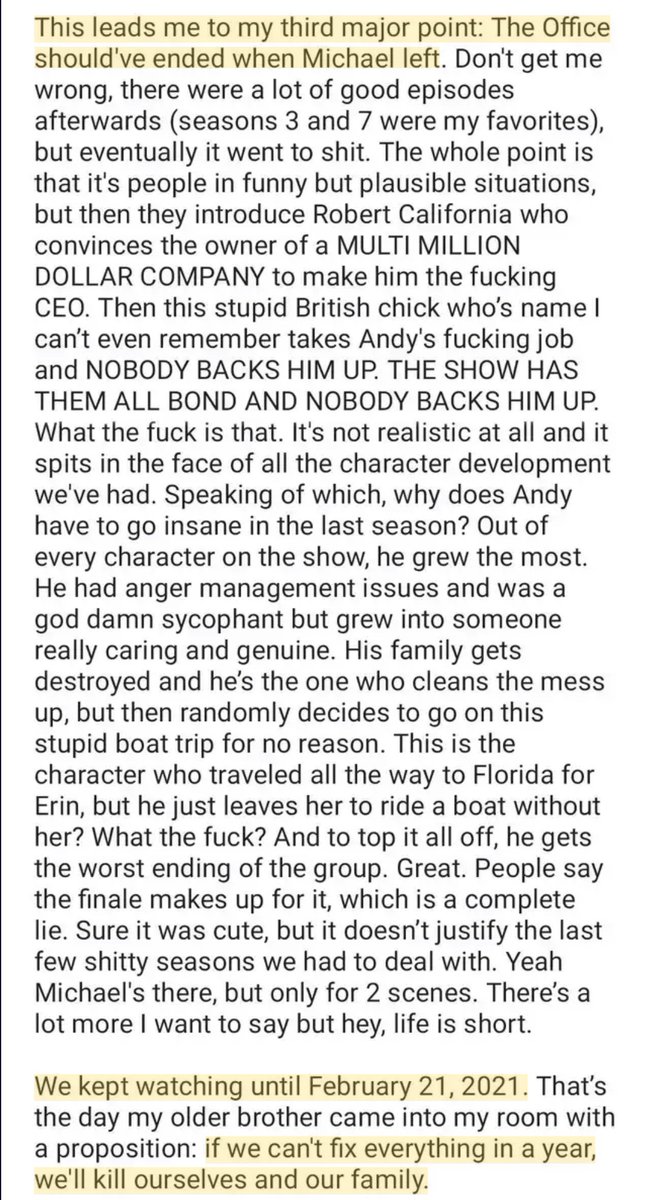 This leads me to my third major point: The Office
should've ended when Michael left. Don't get me
wrong, there were a lot of good episodes
afterwards (seasons 3 and 7 were my favorites),
but eventually it went to shit. The whole point is
that it's people in funny but plausible situations,
but then they introduce Robert California who
convinces the owner of a MULTI MILLION
DOLLAR COMPANY to make him the fucking
CEO. Then this stupid British chick who’s name I
can’t even remember takes Andy's fucking job
and NOBODY BACKS HIM UP. THE SHOW HAS
THEM ALL BOND AND NOBODY BACKS HIM UP.
What the fuck is that. It's not realistic at all and it
spits in the face of all the character development
we've had. Speaking of which, why does Andy
have to go insane in the last season? Out of
every character on the show, he grew the most.
He had anger management issues and was a
god damn sycophant but grew into someone
really caring and genuine. His family gets
destroyed and he’s the one who cleans the mess
up, but then randomly decides to go on this
stupid boat trip for no reason. This is the
character who traveled all the way to Florida for
Erin, but he just leaves her to ride a boat without
her? What the fuck? And to top it all off, he gets
the worst ending of the group. Great. People say
the finale makes up for it, which is a complete
lie. Sure it was cute, but it doesn’t justify the last
few shitty seasons we had to deal with. Yeah
Michael's there, but only for 2 scenes. There’s a
lot more I want to say but hey, life is short.
We kept watching until February 21, 2021. That’s
the day my older brother came into my room with
a proposition: if we can't fix everything in a year,
we'll kill ourselves and our family.